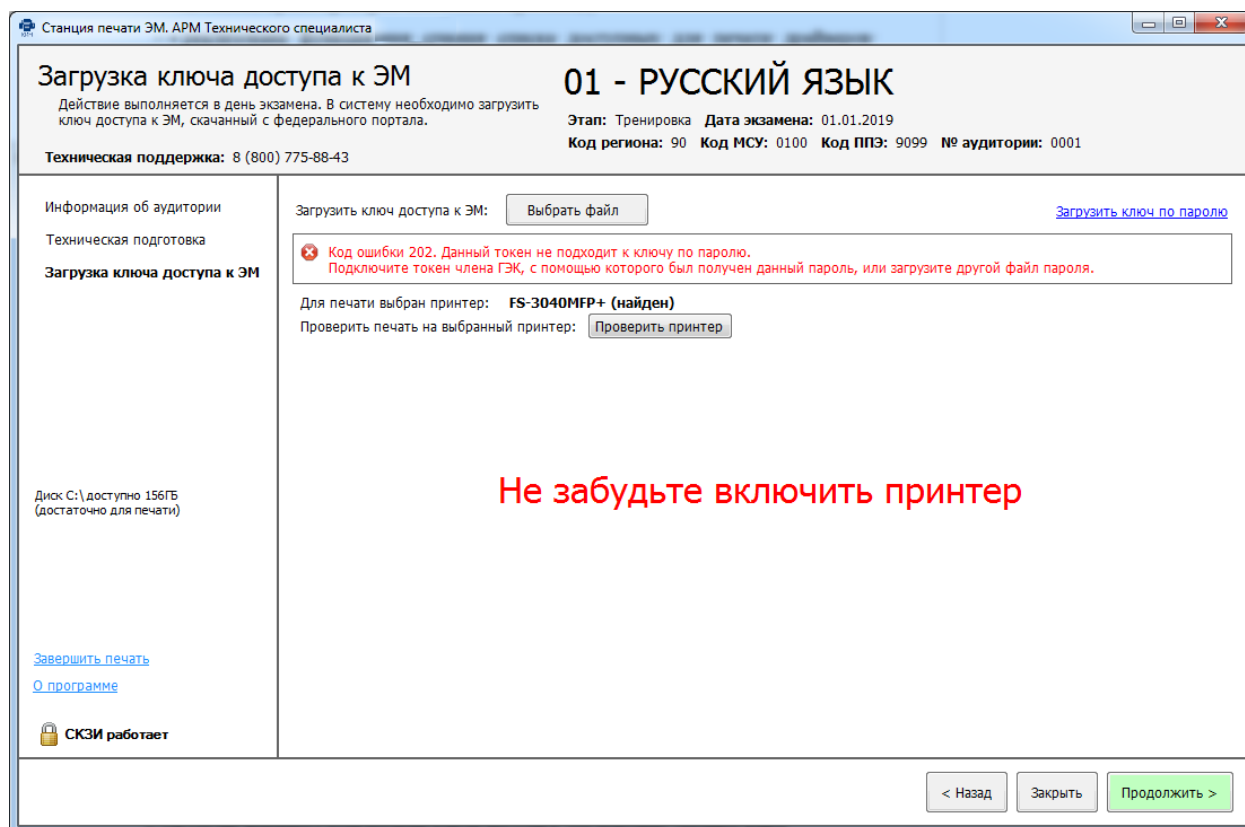 Станция печати ЭМ. АРМ Технического специалиста
Загрузка ключа доступа к ЭМ
Действие выполняется в день экзамена. В систему необходимо загрузить
ключ доступа к ЭМ, скачанный с федерального портала.
Техническая поддержка: 8 (800) 775-88-43
01 - РУССКИЙ ЯЗЫК
Этап: Тренировка Дата экзамена: 01.01.2019
Код региона: 90 Код МСУ: 0100 Код ППЭ: 9099 № аудитории: 0001
Информация об аудитории
Техническая подготовка
Загрузка ключа доступа к ЭМ
Загрузить ключ доступа к ЭМ: Выбрать файл Загрузить ключ по паролю
Код ошибки 202. Данный токен не подходит к ключу по паролю.
Подключите токен члена ГЭК, с помощью которого был получен данный пароль, или загрузите другой файл пароля.
Для печати выбран принтер: FS-3040MFP+ (найден)
Проверить печать на выбранный принтер: Проверить принтер
Не забудьте включить принтер
Диск C:\ доступно 156ГБ
(достаточно для печати)
Завершить печать
О программе
СКЗИ работает
< Назад Закрыть Продолжить >